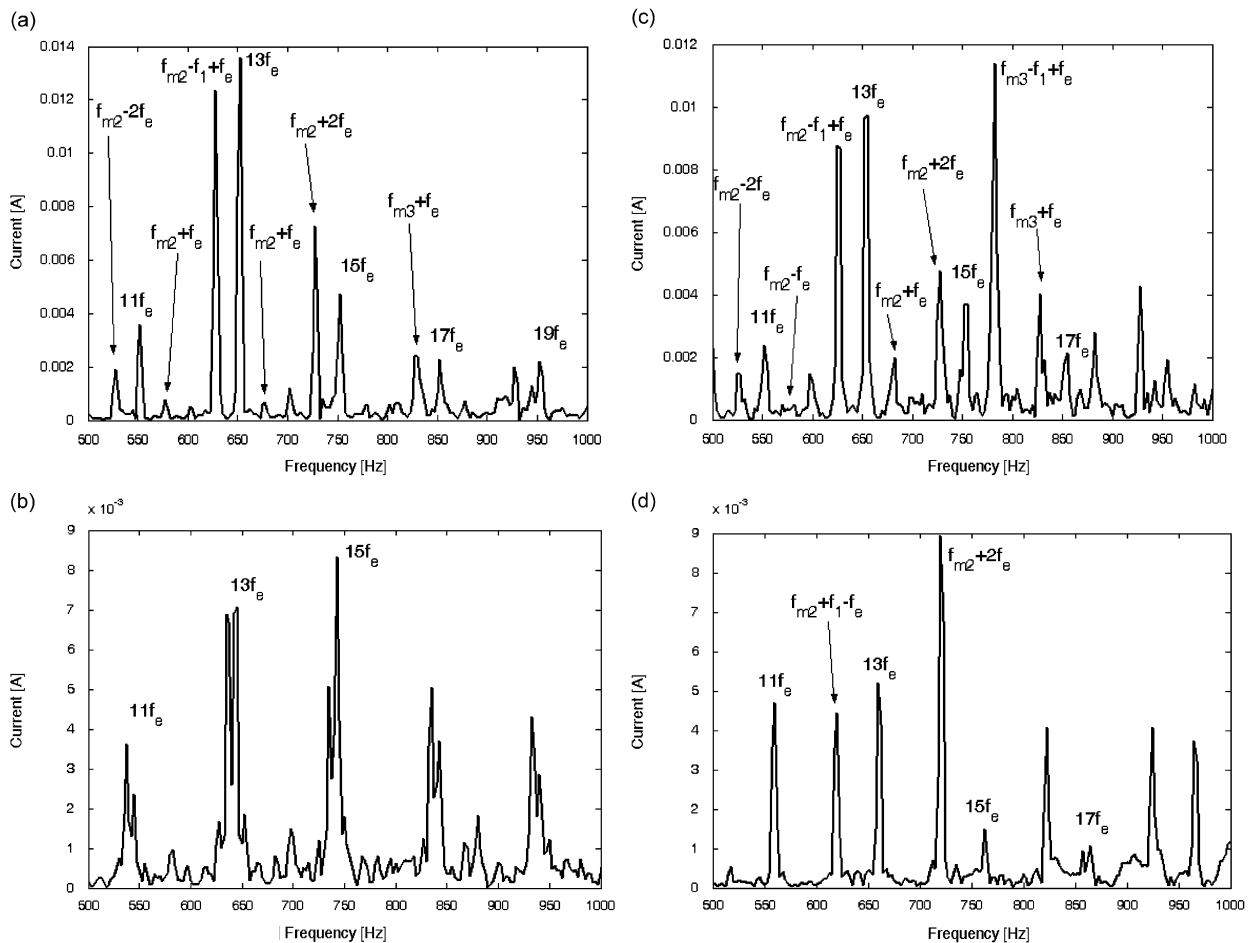 (a)
0.014
0.012
0.01
0.008
0.006
0.004
0.002
0
Current [A]
fm2-2fe
11fe
fm2+fe
fm2-f1+fe
13fe
fm2+fe
fm2+2fe
15fe
fm3+fe
17fe
19fe
500 550 600 650 700 750 800 850 900 950 1000
Frequency [Hz]
(c)
0.012
0.01
0.008
0.006
0.004
0.002
0
Current [A]
fm2-2fe
11fe
fm2-fe
fm2-f1+fe
13fe
fm2+fe
fm2+2fe
15fe
fm3-f1+fe
fm3+fe
17fe
500 550 600 650 700 750 800 850 900 950 1000
Frequency [Hz]
(b)
x 10-3
9
8
7
6
5
4
3
2
1
0
Current [A]
11fe
13fe
15fe
500 550 600 650 700 750 800 850 900 950 1000
Frequency [Hz]
(d)
x 10-3
9
8
7
6
5
4
3
2
1
0
Current [A]
11fe
fm2+f1-fe
13fe
fm2+2fe
15fe
17fe
500 550 600 650 700 750 800 850 900 950 1000
Frequency [Hz]